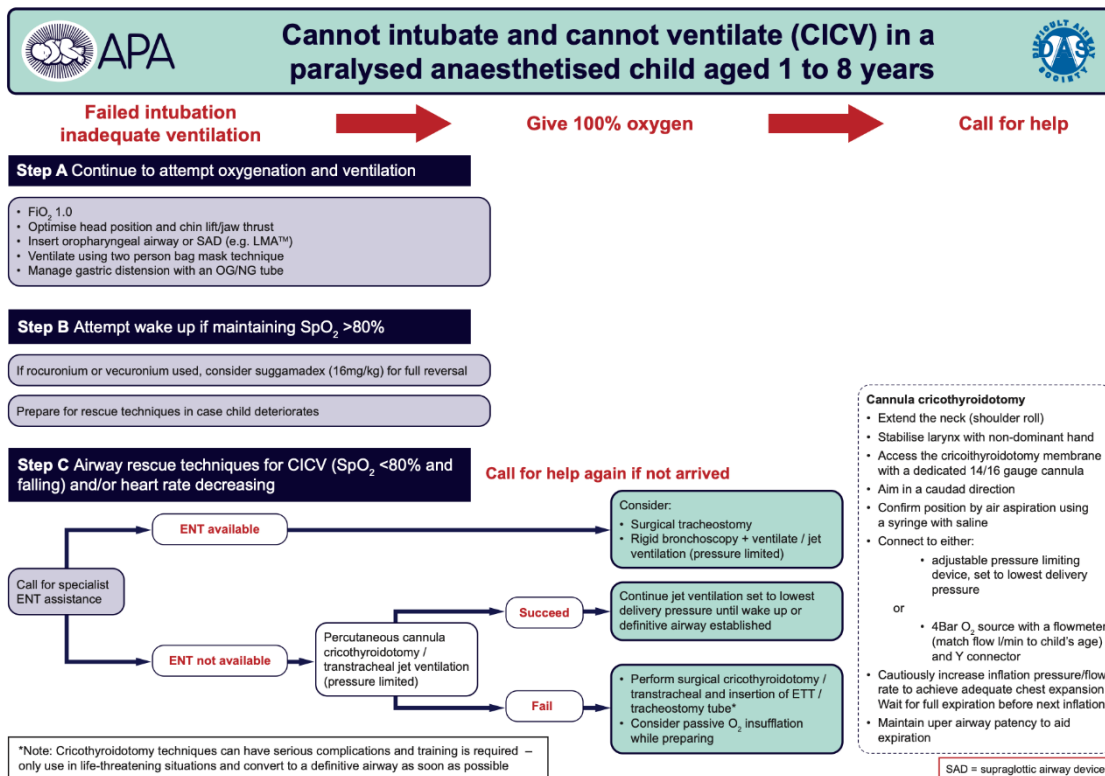 APA
Cannot intubate and cannot ventilate (CICV) in a
paralysed anaesthetised child aged 1 to 8 years
DIFFICULT AIRWAY
DAS
SOCIETY
Failed intubation
inadequate ventilation
Give 100% oxygen
Call for help
Step A Continue to attempt oxygenation and ventilation
• FiO₂ 1.0
• Optimise head position and chin lift/jaw thrust
• Insert oropharyngeal airway or SAD (e.g. LMA™)
• Ventilate using two person bag mask technique
• Manage gastric distension with an OG/NG tube
Step B Attempt wake up if maintaining SpO₂ >80%
If rocuronium or vecuronium used, consider suggamadex (16mg/kg) for full reversal
Prepare for rescue techniques in case child deteriorates
Step C Airway rescue techniques for CICV (SpO₂ <80% and
falling) and/or heart rate decreasing
Call for help again if not arrived
Call for specialist
ENT assistance
ENT available
Consider:
• Surgical tracheostomy
• Rigid bronchoscopy + ventilate / jet
ventilation (pressure limited)
ENT not available
Percutaneous cannula
cricothyroidotomy /
transtracheal jet ventilation
(pressure limited)
Succeed
Continue jet ventilation set to lowest
delivery pressure until wake up or
definitive airway established
Fail
• Perform surgical cricothyroidotomy /
transtracheal and insertion of ETT /
tracheostomy tube*
• Consider passive O₂ insufflation
while preparing
Cannula cricothyroidotomy
• Extend the neck (shoulder roll)
• Stabilise larynx with non-dominant hand
• Access the cricoithyroidotomy membrane
with a dedicated 14/16 gauge cannula
• Aim in a caudad direction
• Confirm position by air aspiration using
a syringe with saline
• Connect to either:
• adjustable pressure limiting
device, set to lowest delivery
pressure
or
• 4Bar O₂ source with a flowmeter
(match flow l/min to child's age)
and Y connector
• Cautiously increase inflation pressure/flow
rate to achieve adequate chest expansion
Wait for full expiration before next inflation
• Maintain uper airway patency to aid
expiration
*Note: Cricothyroidotomy techniques can have serious complications and training is required –
only use in life-threatening situations and convert to a definitive airway as soon as possible
SAD = supraglottic airway device